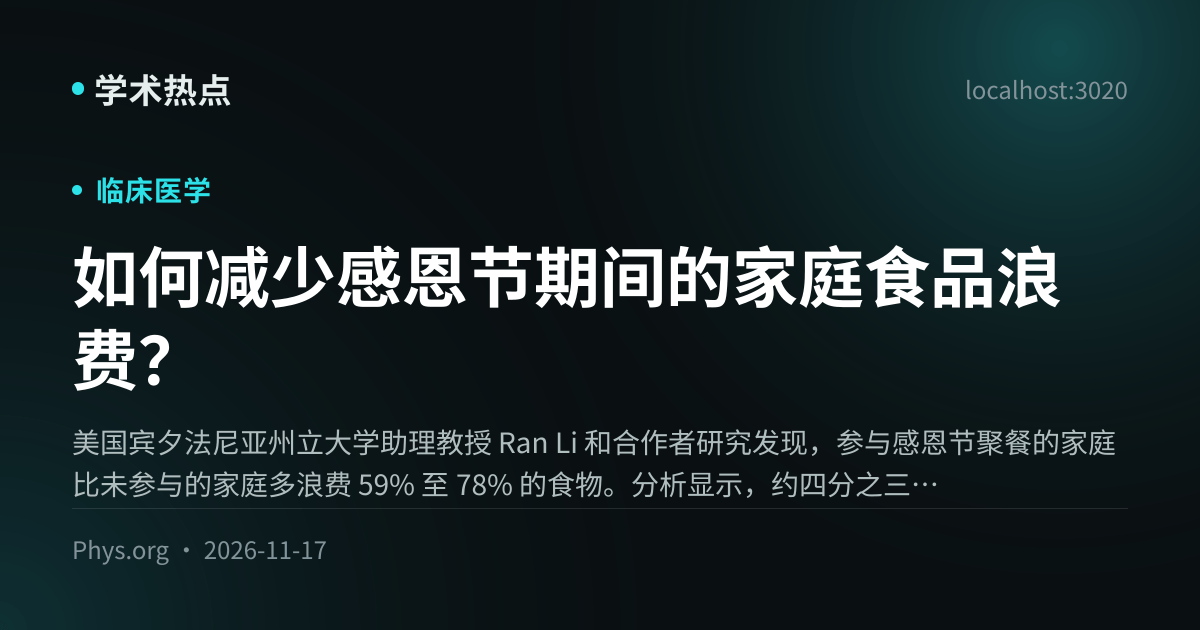 学术热点
localhost:3020
临床医学
如何减少感恩节期间的家庭食品浪
费？
美国宾夕法尼亚州立大学助理教授 Ran Li 和合作者研究发现，参与感恩节聚餐的家庭
比未参与的家庭多浪费 59% 至 78% 的食物。分析显示，约四分之三…
Phys.org · 2026-11-17